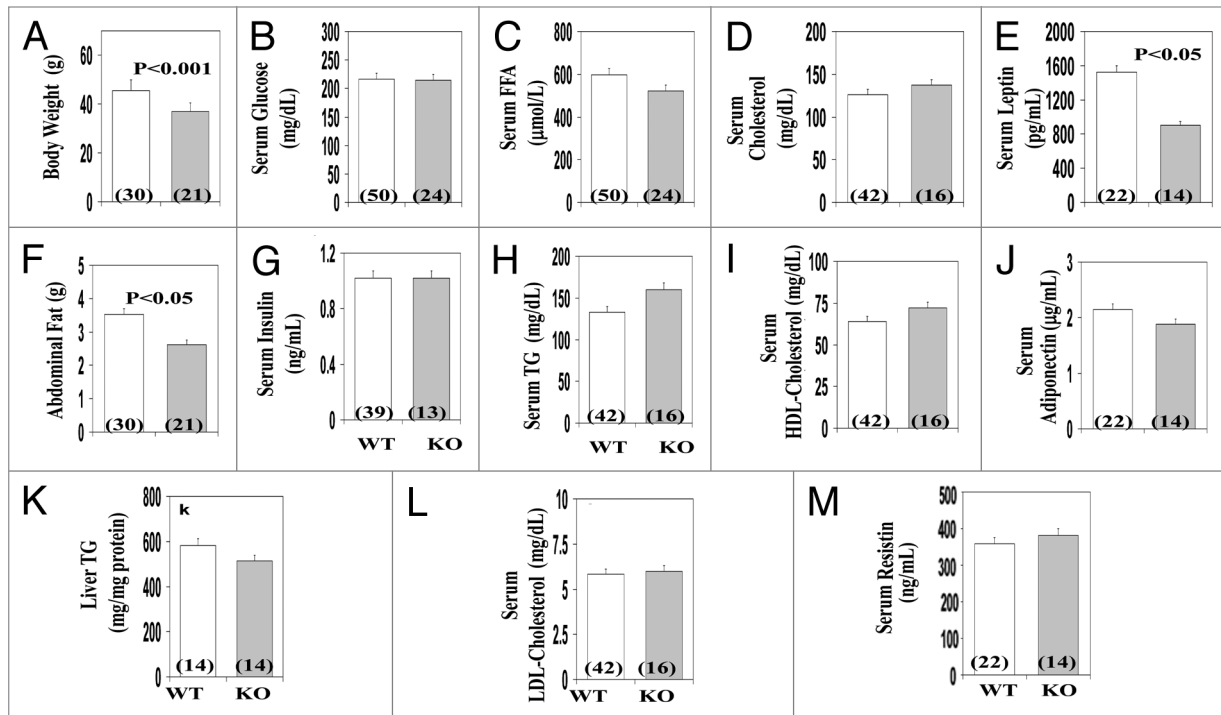 A
Body Weight (g)
60
40
20
0
P<0.001
(30)
(21)
B
Serum Glucose
(mg/dL)
300
250
200
150
100
50
0
(50)
(24)
C
Serum FFA
(µmol/L)
800
600
400
200
0
(50)
(24)
D
Serum
Cholesterol
(mg/dL)
200
150
100
50
0
(42)
(16)
E
Serum Leptin
(pg/mL)
1600
1200
800
400
0
P<0.05
(22)
(14)
F
Abdominal Fat (g)
5
4
3
2
1
0
P<0.05
(30)
(21)
G
Serum Insulin
(ng/mL)
1.2
0.8
0.4
0
(39)
(13)
WT
KO
H
Serum TG (mg/dL)
200
150
100
50
0
(42)
(16)
WT
KO
I
Serum
HDL-Cholesterol (mg/dL)
100
75
50
25
0
(42)
(16)
J
Serum
Adiponectin (µg/mL)
3
2
1
0
(22)
(14)
K
k
Liver TG
(mg/mg protein)
800
600
400
200
0
(14)
(14)
WT
KO
L
Serum
LDL-Cholesterol (mg/dL)
10
7.5
5
2.5
0
(42)
(16)
WT
KO
M
Serum Resistin
(ng/mL)
500
400
300
200
100
0
(22)
(14)
WT
KO